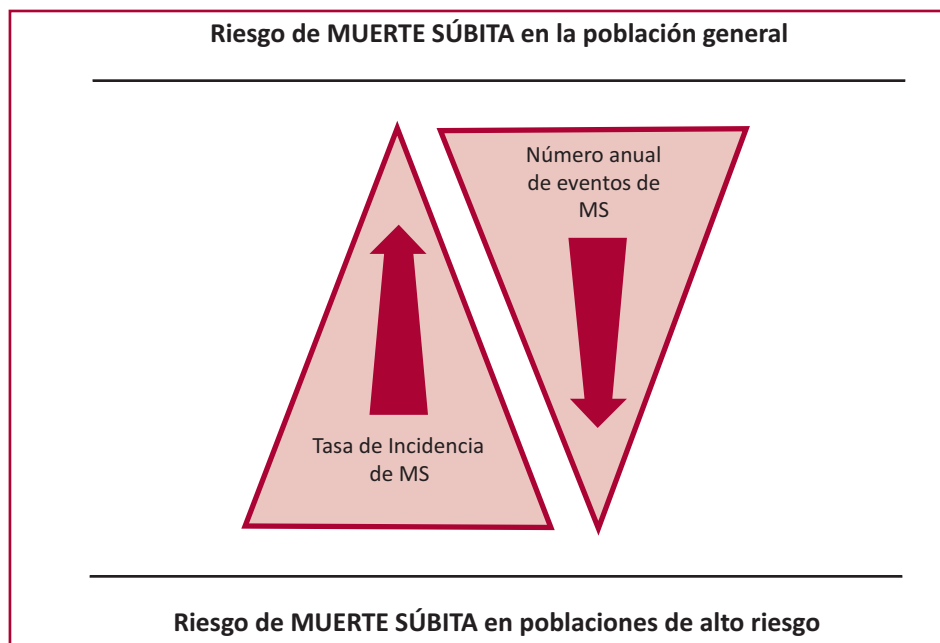 Riesgo de MUERTE SÚBITA en la población general
Número anual
de eventos de
MS
Tasa de Incidencia
de MS
Riesgo de MUERTE SÚBITA en poblaciones de alto riesgo